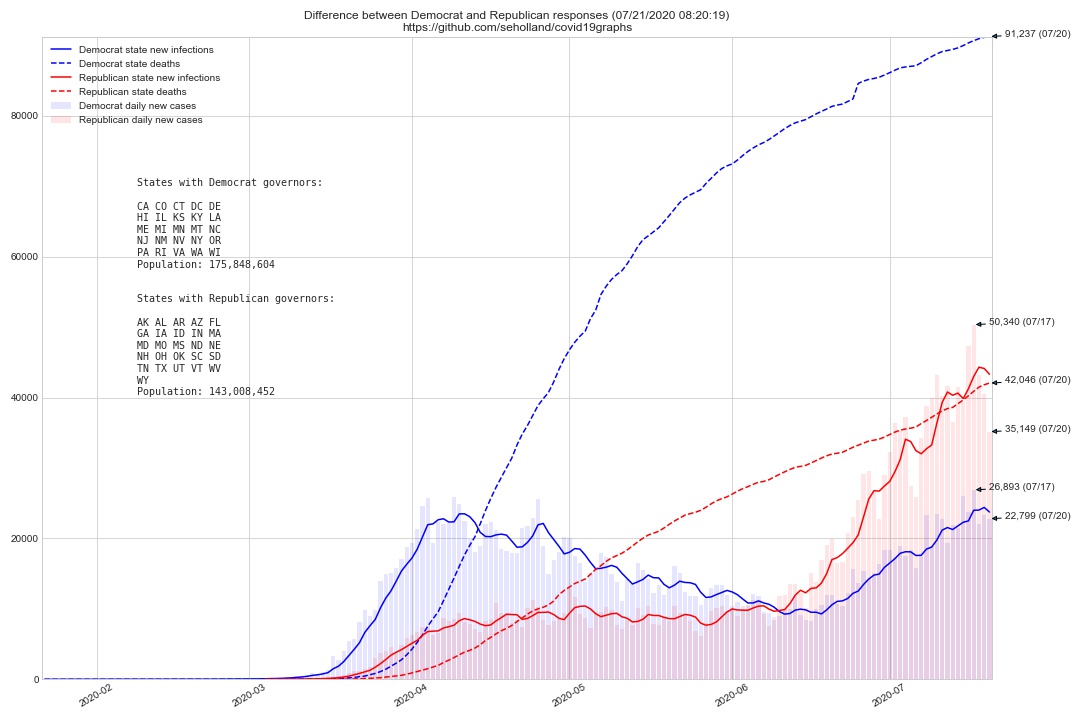 Difference between Democrat and Republican responses (07/21/2020 08:20:19)
https://github.com/seholland/covid19graphs
Democrat state new infections
Democrat state deaths
Republican state new infections
Republican state deaths
Democrat daily new cases
Republican daily new cases
States with Democrat governors:
CA CO CT DC DE
HI IL KS KY LA
ME MI MN MT NC
NJ NM NV NY OR
PA RI VA WA WI
Population: 175,848,604
States with Republican governors:
AK AL AR AZ FL
GA IA ID IN MA
MD MO MS ND NE
NH OH OK SC SD
TN TX UT VT WV
WY
Population: 143,008,452
80000
60000
40000
20000
0
2020-02
2020-03
2020-04
2020-05
2020-06
2020-07
91,237 (07/20)
50,340 (07/17)
42,046 (07/20)
35,149 (07/20)
26,893 (07/17)
22,799 (07/20)